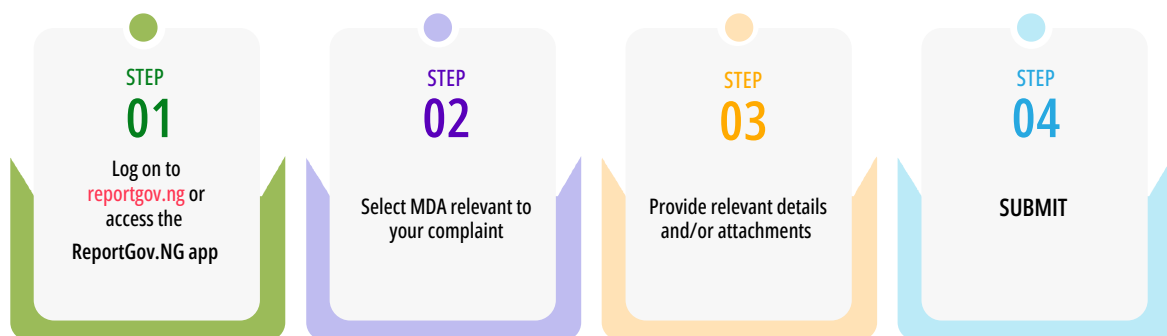 STEP
01
Log on to
reportgov.ng or
access the
ReportGov.NG app
STEP
02
Select MDA relevant to
your complaint
STEP
03
Provide relevant details
and/or attachments
STEP
04
SUBMIT